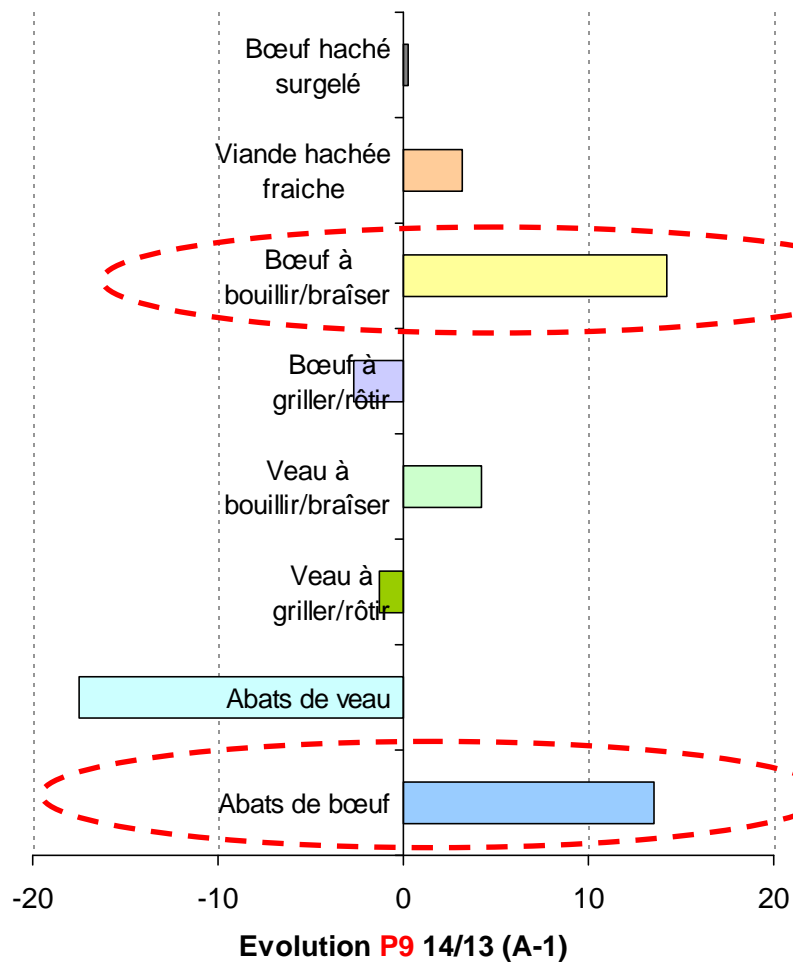 Bœuf haché
surgelé
Viande hachée
fraiche
Bœuf à
bouillir/braîser
Bœuf à
griller/rôtir
Veau à
bouillir/braîser
Veau à
griller/rôtir
Abats de veau
Abats de bœuf
-20 -10 0 10 20
Evolution P9 14/13 (A-1)